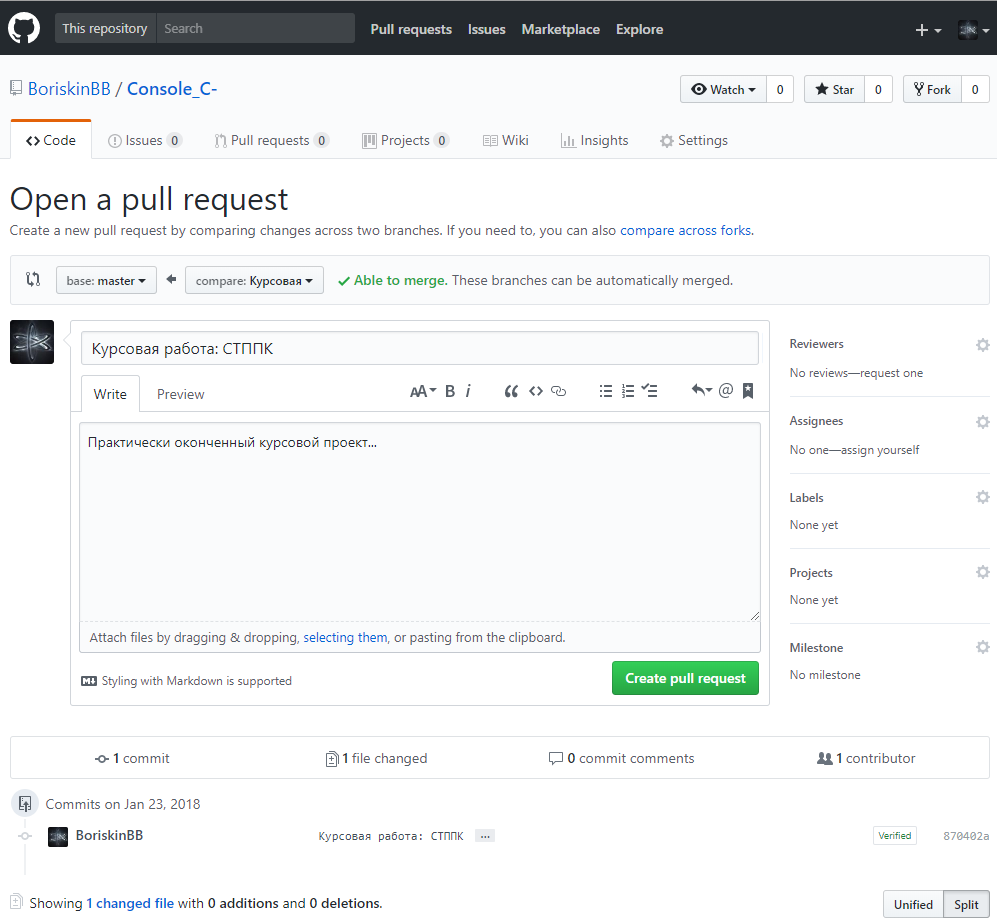 This repository Search Pull requests Issues Marketplace Explore
BoriskinBB / Console_C- Watch 0 Star 0 Fork 0
Code Issues 0 Pull requests 0 Projects 0 Wiki Insights Settings
Open a pull request
Create a new pull request by comparing changes across two branches. If you need to, you can also compare across forks.
base: master compare: Курсовая Able to merge. These branches can be automatically merged.
Курсовая работа: СТППК
Write Preview AA B i
Практически оконченный курсовой проект...
Attach files by dragging & dropping, selecting them, or pasting from the clipboard.
Styling with Markdown is supported
Create pull request
Reviewers
No reviews—request one
Assignees
No one—assign yourself
Labels
None yet
Projects
None yet
Milestone
No milestone
1 commit 1 file changed 0 commit comments 1 contributor
Commits on Jan 23, 2018
BoriskinBB Курсовая работа: СТППК ... Verified 870402a
Showing 1 changed file with 0 additions and 0 deletions. Unified Split